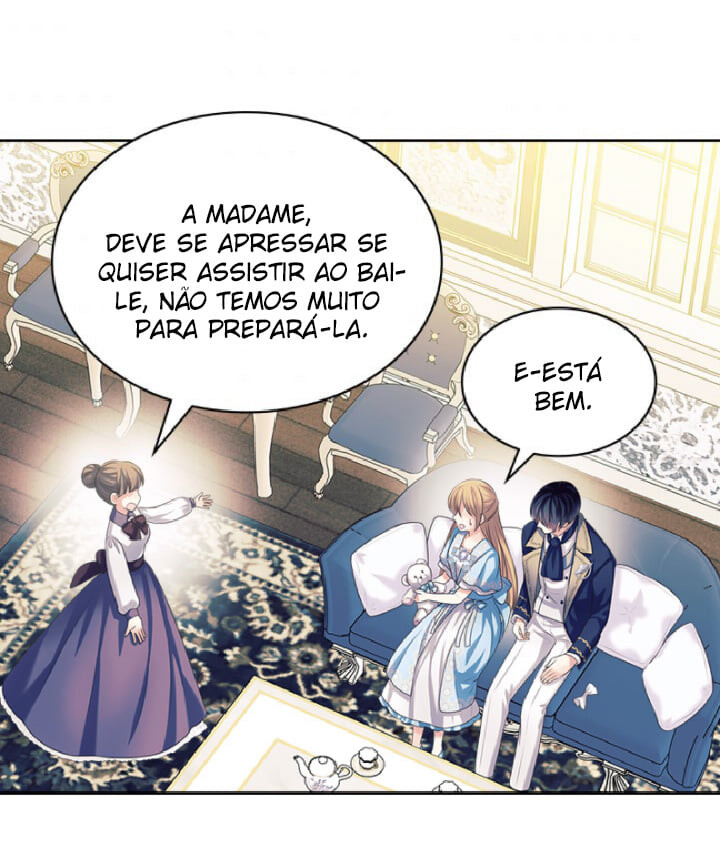 A MADAME,
DEVE SE APRESSAR SE
QUISER ASSISTIR AO BAI-
LE, NÃO TEMOS MUITO
PARA PREPARÁ-LA.
E-ESTÁ
BEM.